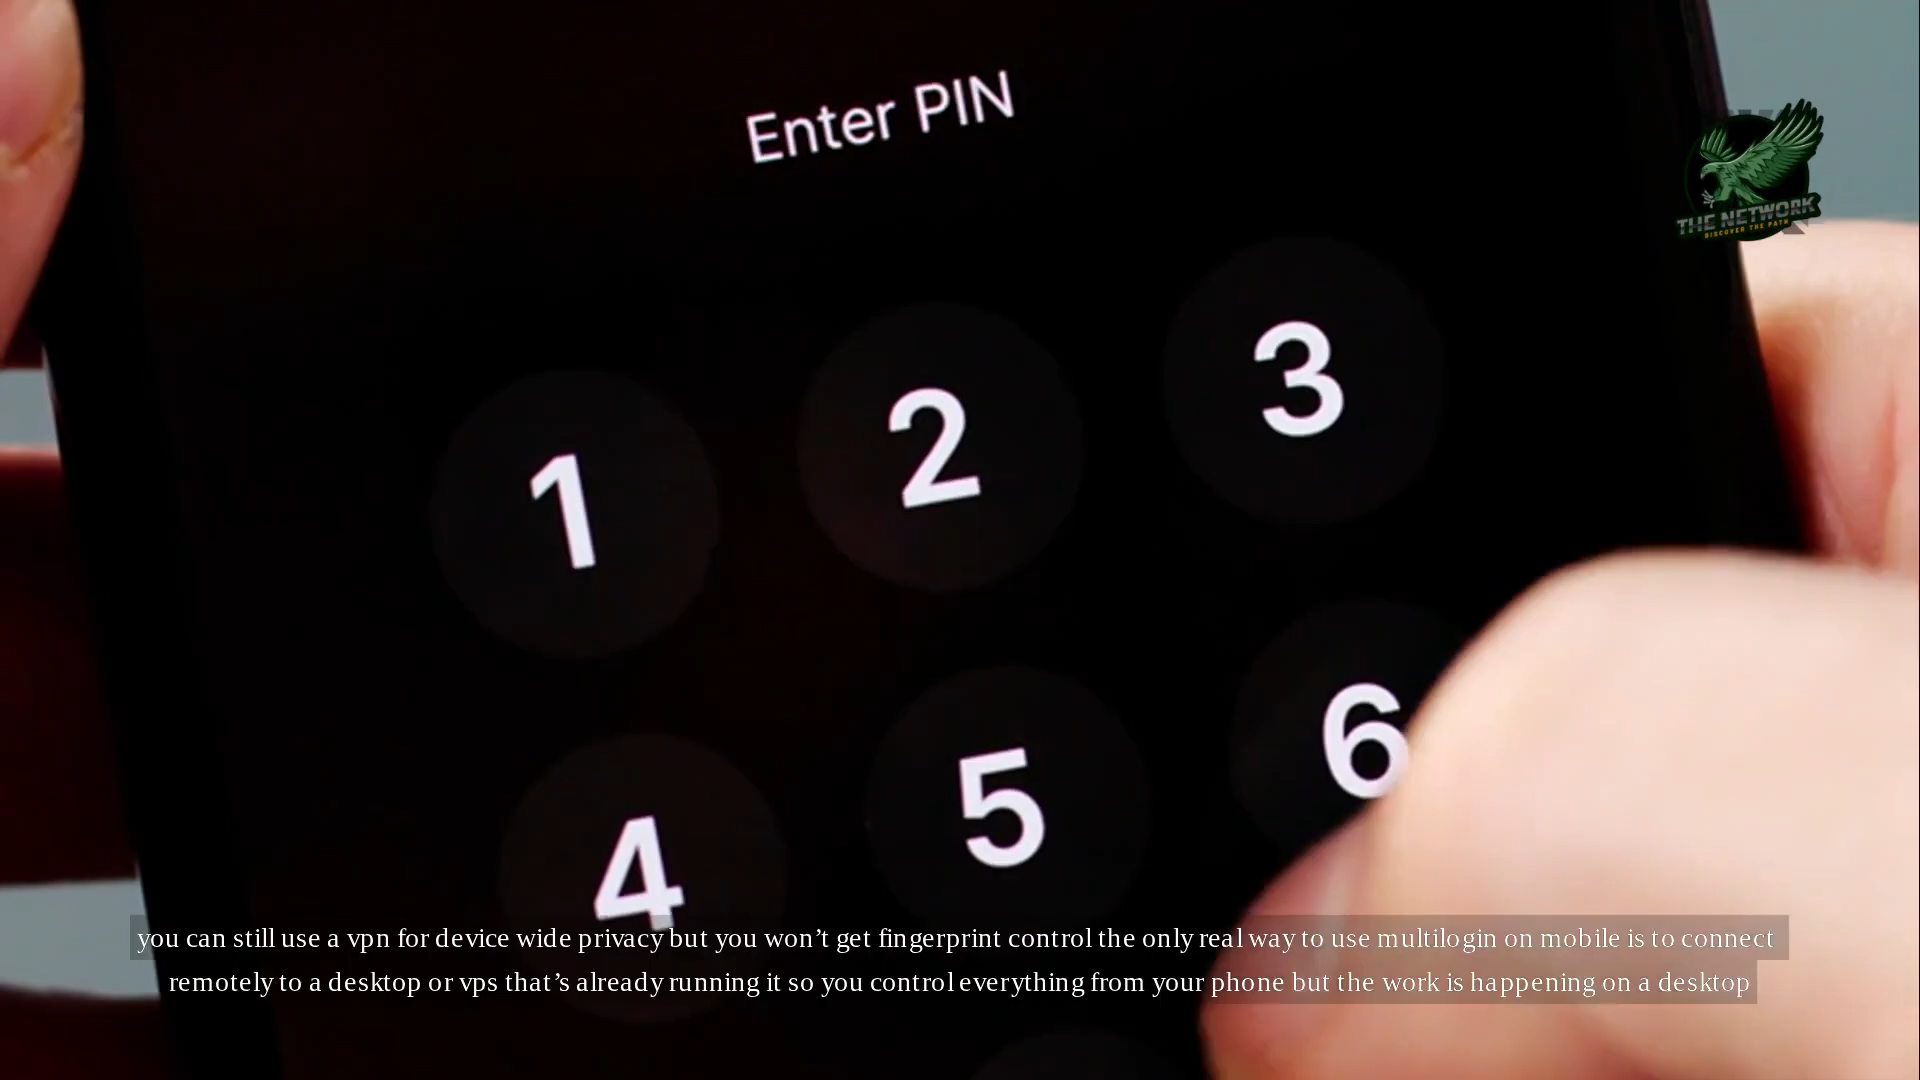 Enter PIN
THE NETWORK
DISCOVER THE PATH
1
2
3
4
5
6
you can still use a vpn for device wide privacy but you won’t get fingerprint control the only real way to use multilogin on mobile is to connect
remotely to a desktop or vps that’s already running it so you control everything from your phone but the work is happening on a desktop